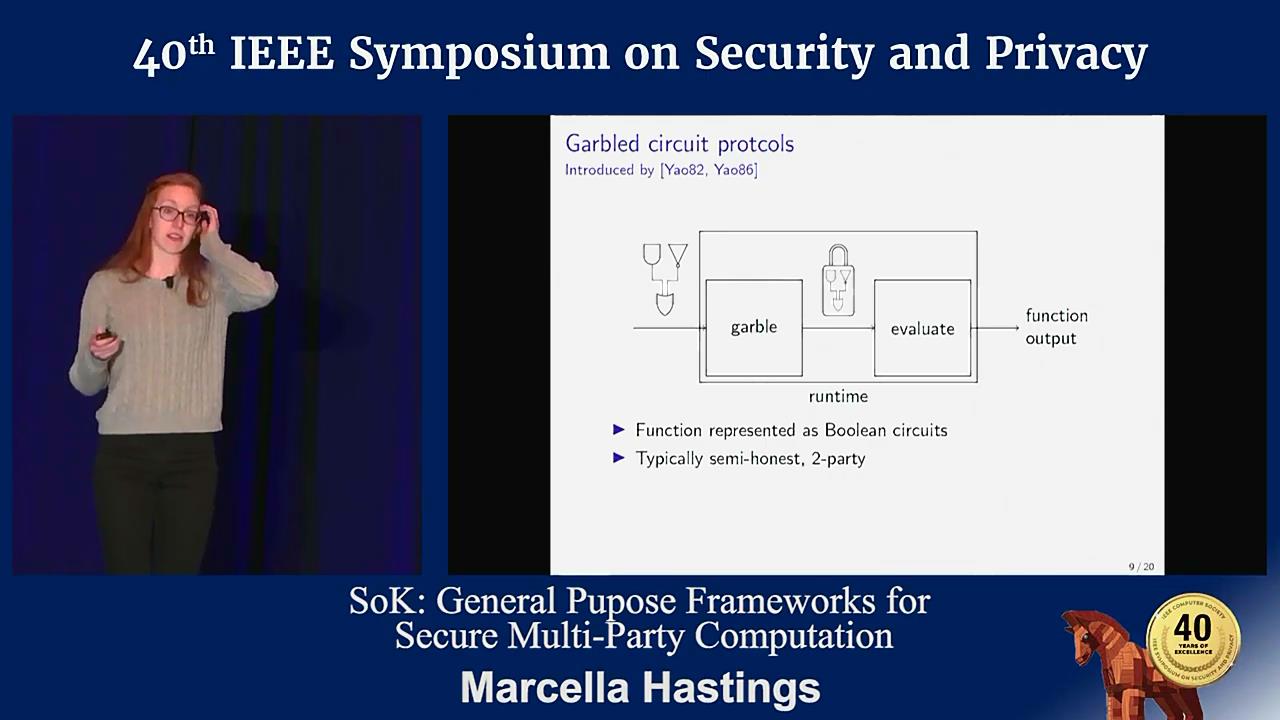 40th IEEE Symposium on Security and Privacy
Garbled circuit protcols
Introduced by [Yao82, Yao86]
garble
evaluate
function
output
runtime
► Function represented as Boolean circuits
► Typically semi-honest, 2-party
9 / 20
SoK: General Pupose Frameworks for
Secure Multi-Party Computation
Marcella Hastings
IEEE COMPUTER SOCIETY
40
YEARS OF
EXCELLENCE
IEEE SYMPOSIUM ON SECURITY AND PRIVACY